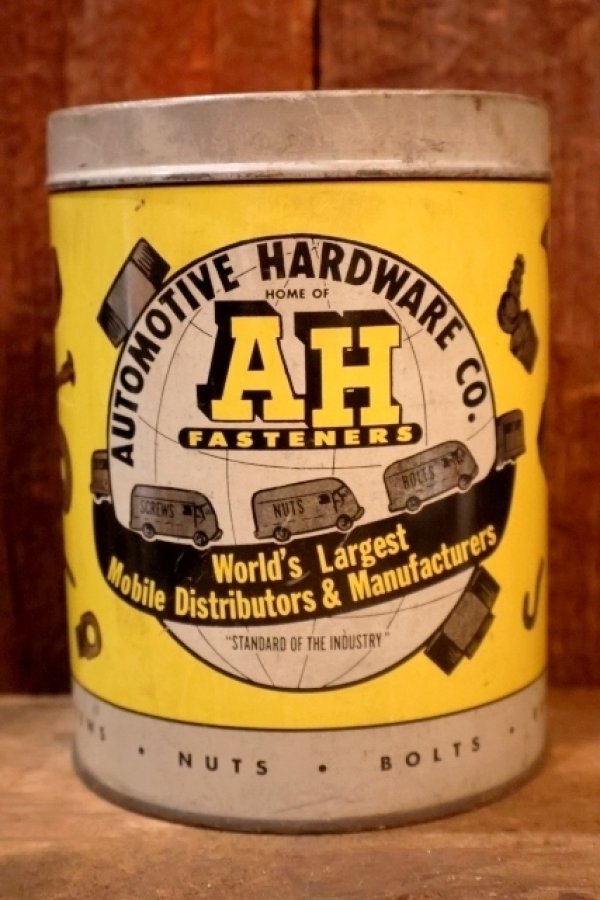 AUTOMOTIVE HARDWARE CO.
HOME OF
AH
FASTENERS
SCREWS
NUTS
BOLTS
World's Largest
Mobile Distributors & Manufacturers
"STANDARD OF THE INDUSTRY"
• NUTS • BOLTS •